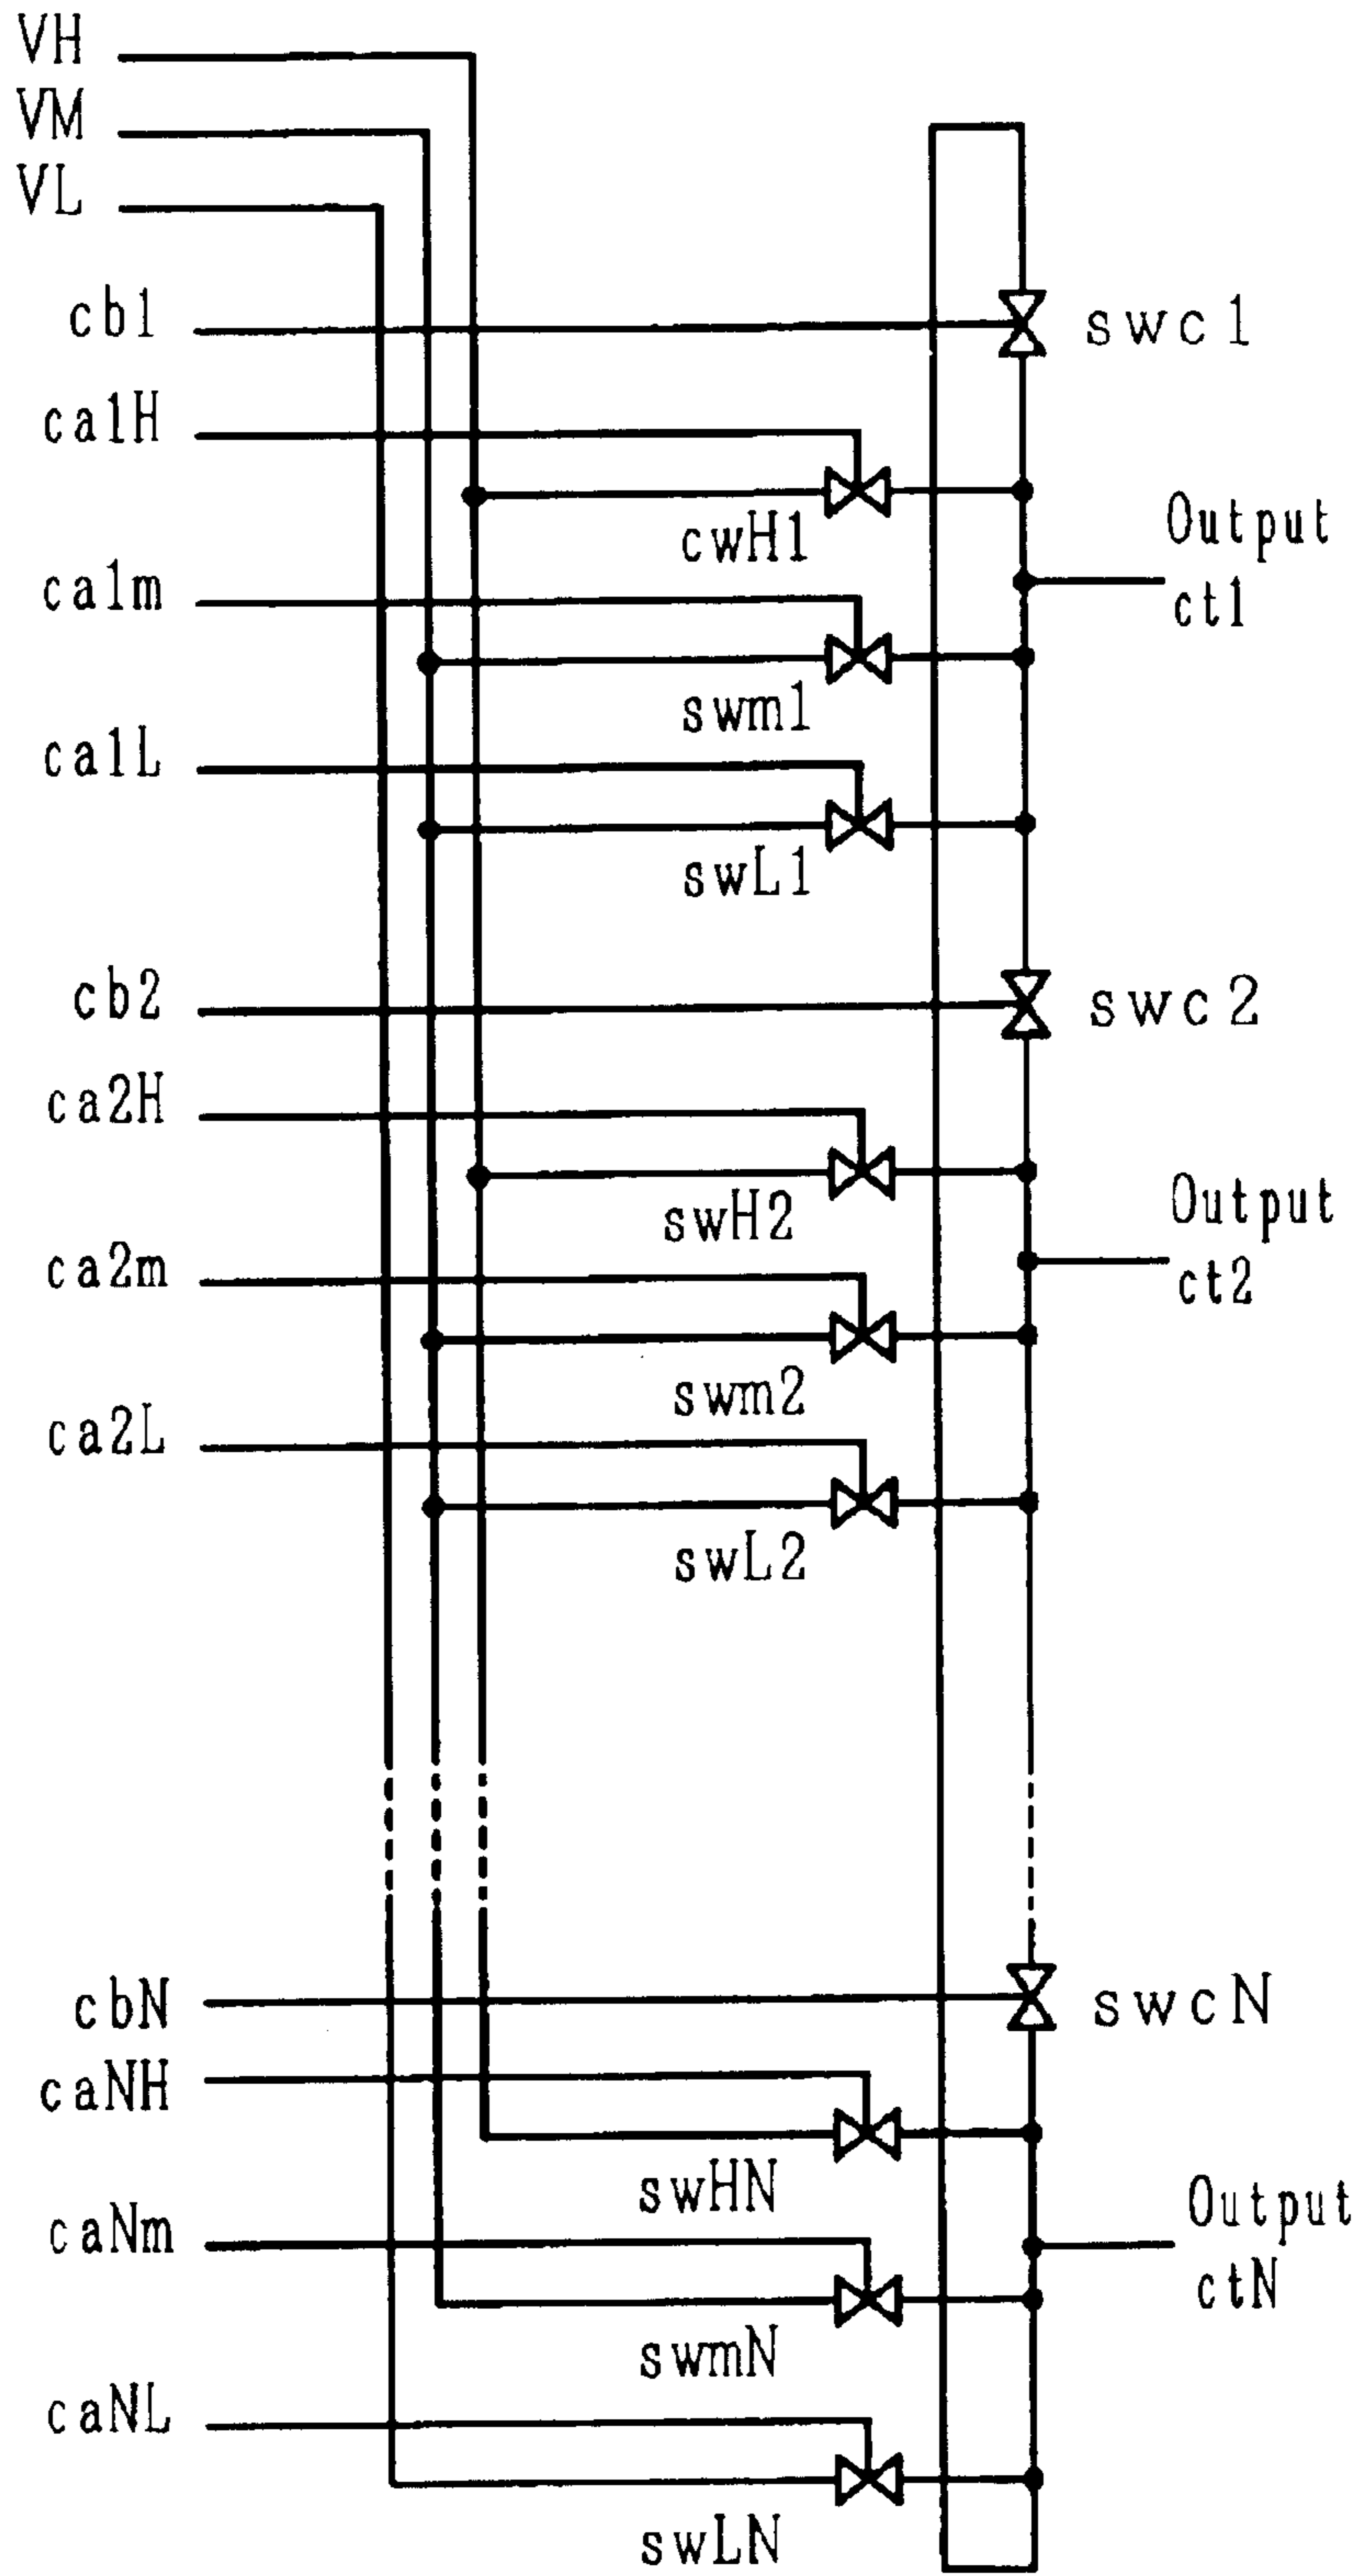 VH
VM
VL
cb1
swc1
ca1H
cwH1
Output
ct1
ca1m
swm1
ca1L
swL1
cb2
swc2
ca2H
swH2
Output
ct2
ca2m
swm2
ca2L
swL2
cbN
swcN
caNH
swHN
Output
ctN
caNm
swmN
caNL
swLN